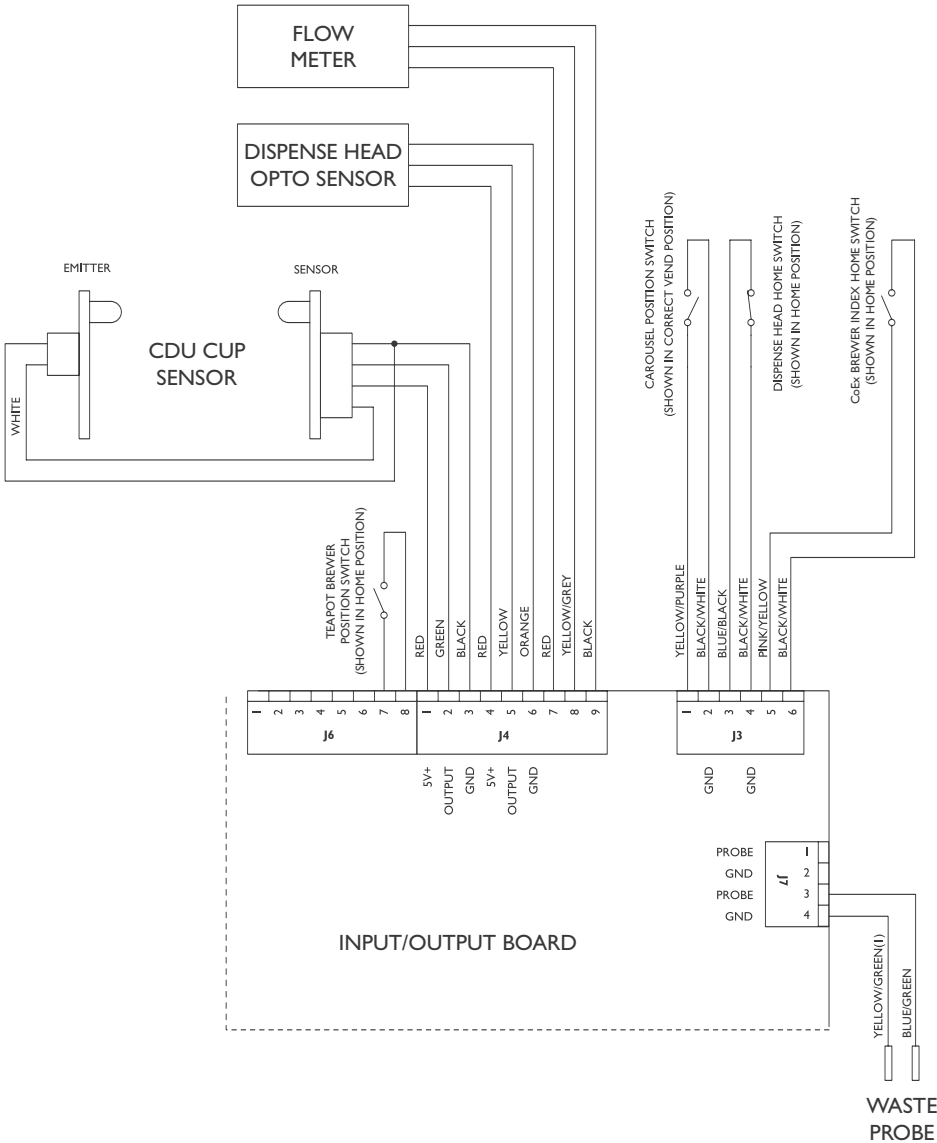 FLOW
METER
DISPENSE HEAD
OPTO SENSOR
EMITTER
SENSOR
CDU CUP
SENSOR
WHITE
CAROUSEL POSITION SWITCH
(SHOWN IN CORRECT VEND POSITION)
DISPENSE HEAD HOME SWITCH
(SHOWN IN HOME POSITION)
CoEx BREWER INDEX HOME SWITCH
(SHOWN IN HOME POSITION)
TEAPOT BREWER
POSITION SWITCH
(SHOWN IN HOME POSITION)
RED
GREEN
BLACK
RED
YELLOW
ORANGE
RED
YELLOW/GREY
BLACK
YELLOW/PURPLE
BLACK/WHITE
BLUE/BLACK
BLACK/WHITE
PINK/YELLOW
BLACK/WHITE
1 2 3 4 5 6 7 8
J6
1 2 3 4 5 6 7 8 9
J4
1 2 3 4 5 6
J3
5V+
OUTPUT
GND
5V+
OUTPUT
GND
GND
GND
PROBE 1
GND 2
PROBE 3
GND 4
J7
INPUT/OUTPUT BOARD
YELLOW/GREEN(1)
BLUE/GREEN
WASTE
PROBE